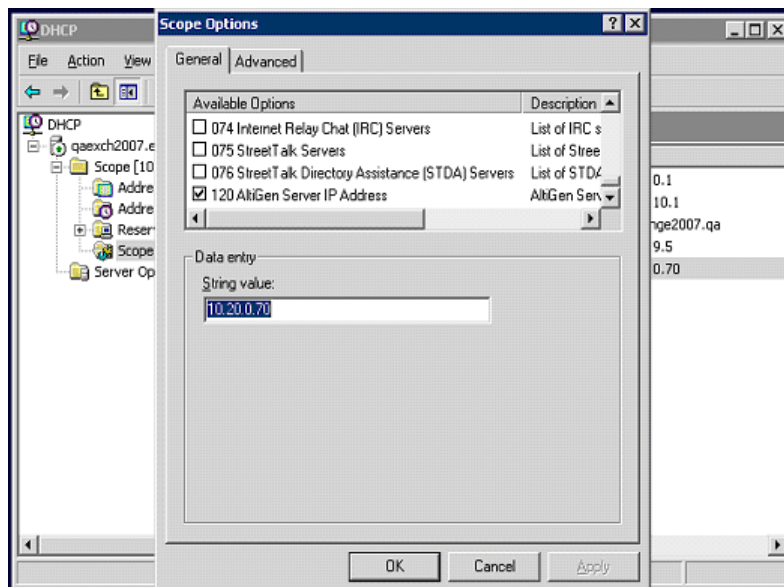 DHCP
File Action View
DHCP
qaexch2007.e
Scope [10
Addre
Addre
Reser
Scope
Server Op
Scope Options
General
Advanced
Available Options
Description
074 Internet Relay Chat (IRC) Servers
List of IRC s
075 StreetTalk Servers
List of Stree
076 StreetTalk Directory Assistance (STDA) Servers
List of STDA
120 AltiGen Server IP Address
AltiGen Serv
Data entry
String value:
10.20.0.70
OK
Cancel
Apply
0.1
10.1
nge2007.qa
9.5
0.70